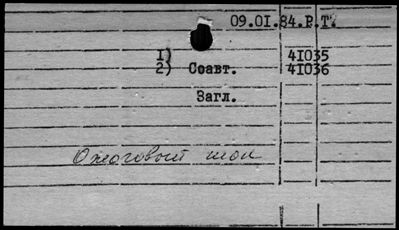 09.01.84.Р.Т.
1) 41035
2) Соавт. 41036
Загл.
Ожоговый шок